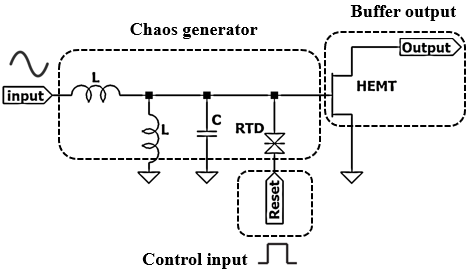 Chaos generator
Buffer output
L
input
L
C
RTD
HEMT
Output
Reset
Control input